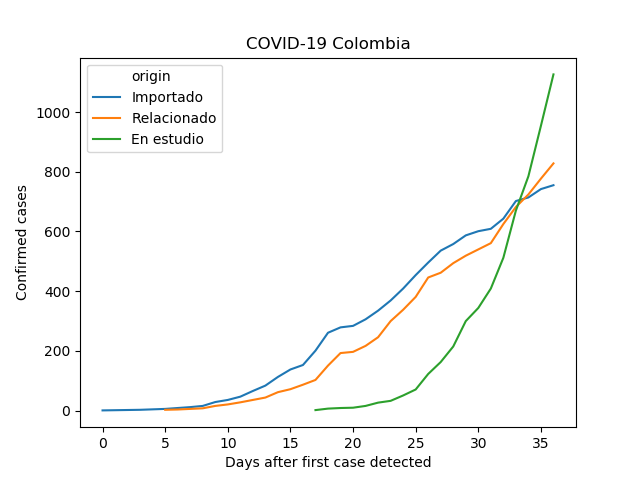 COVID-19 Colombia
origin
Importado
Relacionado
En estudio
Confirmed cases
1000
800
600
400
200
0
0 5 10 15 20 25 30 35
Days after first case detected